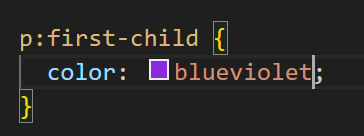 p:first-child {
  color: blueviolet;
}